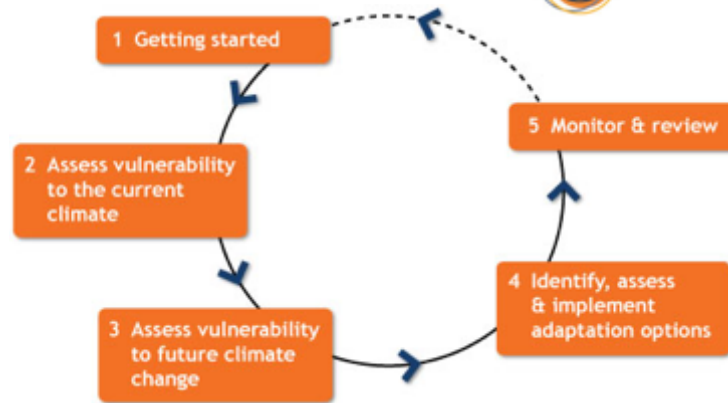 1 Getting started
2 Assess vulnerability
to the current
climate
3 Assess vulnerability
to future climate
change
4 Identify, assess
& implement
adaptation options
5 Monitor & review